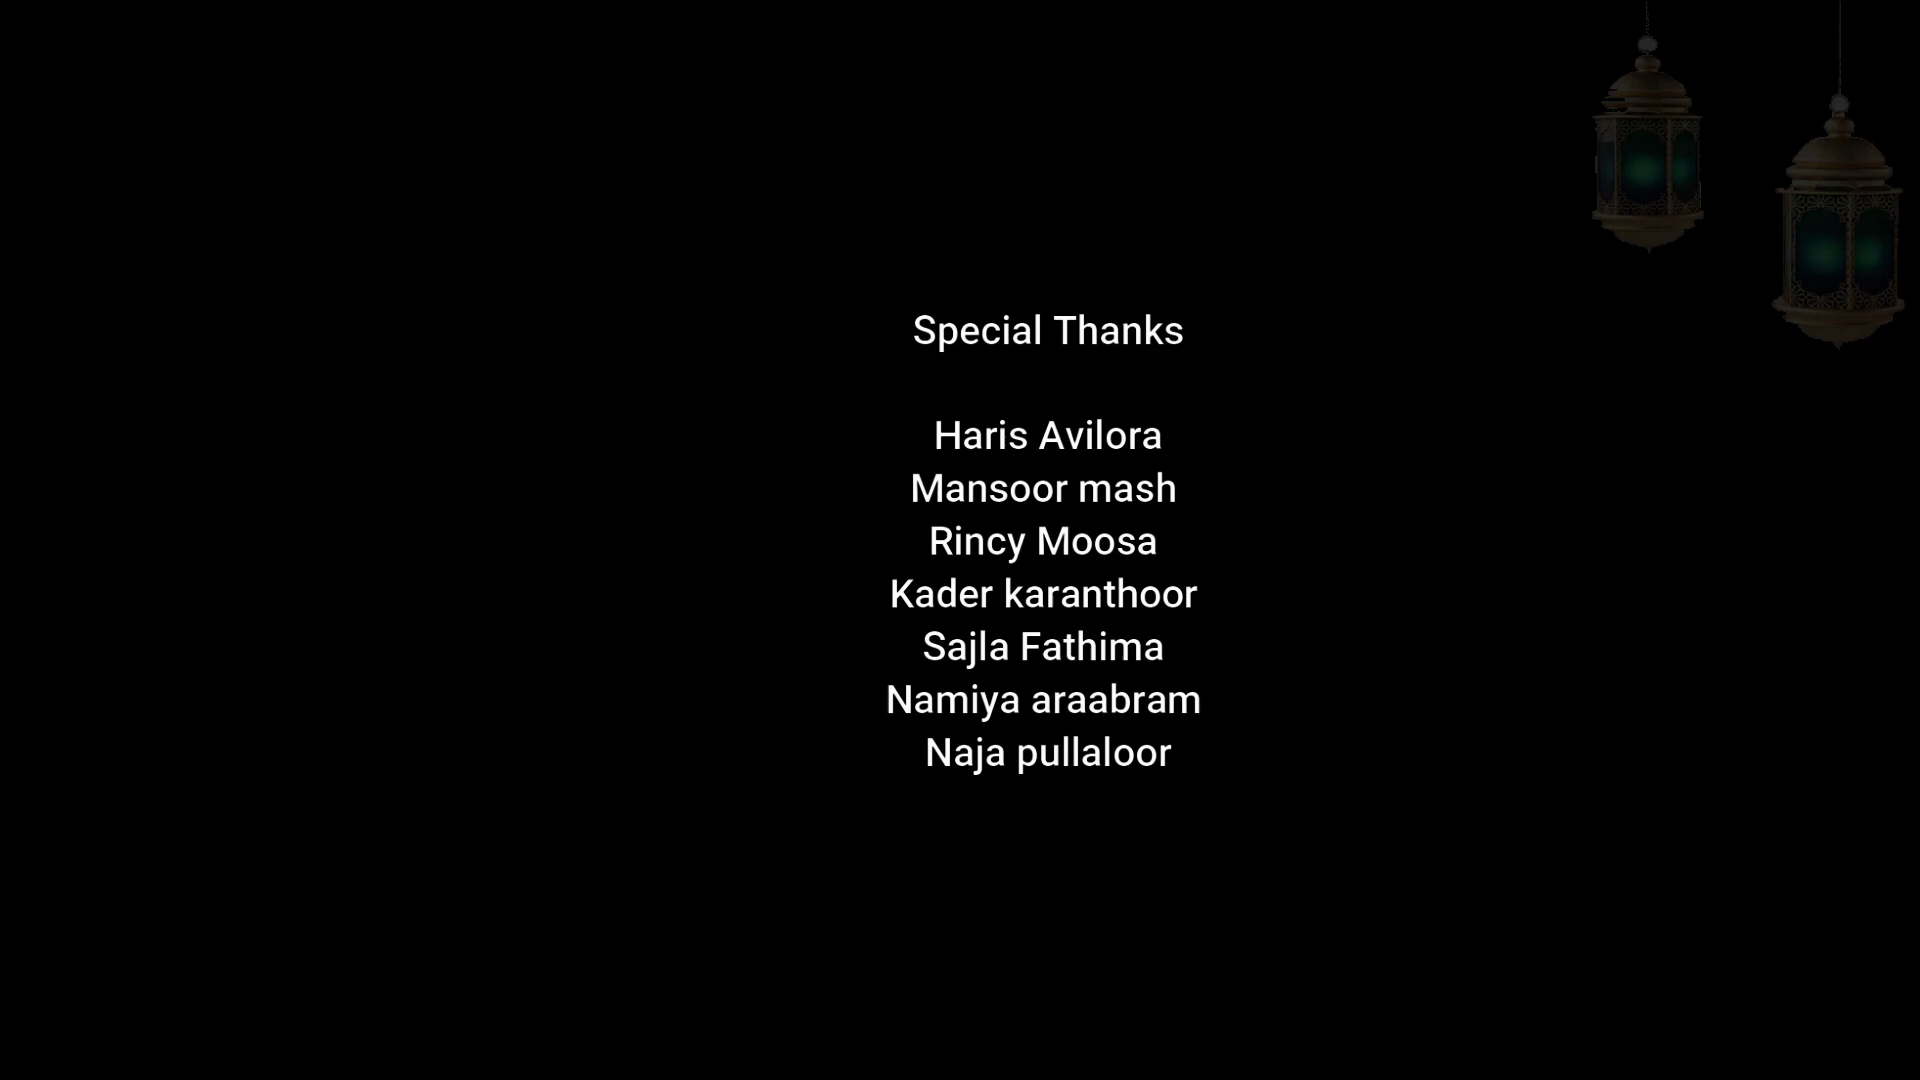 Special Thanks
Haris Avilora
Mansoor mash
Rincy Moosa
Kader karanthoor
Sajla Fathima
Namiya araabram
Naja pullaloor